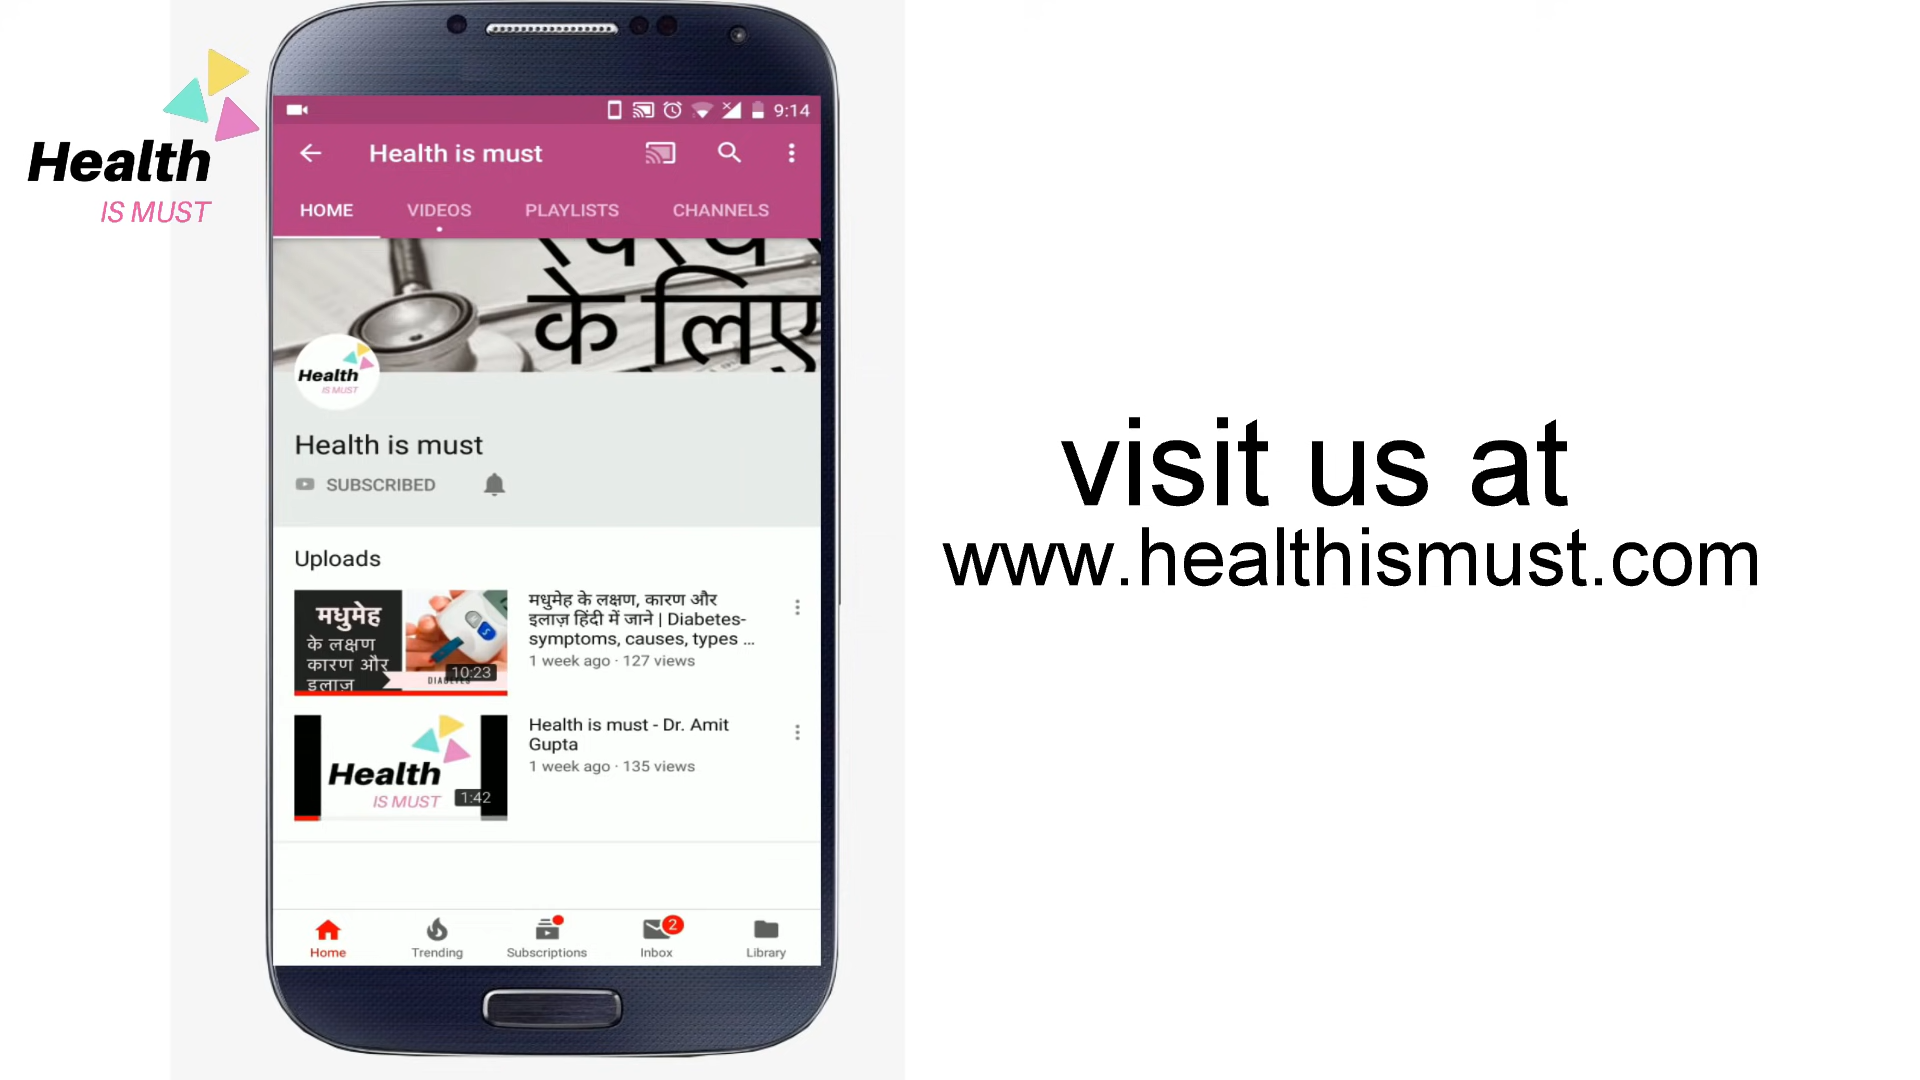 Health
IS MUST
9:14
Health is must
HOME VIDEOS PLAYLISTS CHANNELS
के लिए
Health
IS MUST
Health is must
SUBSCRIBED
Uploads
मधुमेह
के लक्षण
कारण और
इलाज़
DIABETES
10:23
मधुमेह के लक्षण, कारण और
इलाज़ हिंदी में जाने | Diabetes-
symptoms, causes, types ...
1 week ago · 127 views
Health
IS MUST
1:42
Health is must - Dr. Amit
Gupta
1 week ago · 135 views
2
Home Trending Subscriptions Inbox Library
visit us at
www.healthismust.com